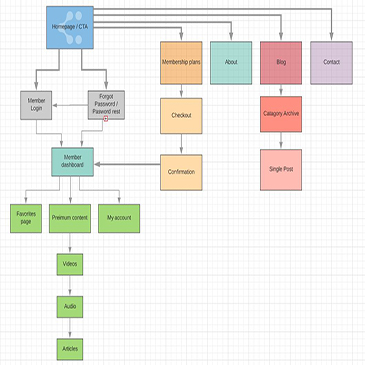 Homepage / CTA
Membership plans
About
Blog
Contact
Member
Login
Forgot
Password /
Pasword rest
Checkout
Catagory Archive
Member
dashboard
Confirmation
Single Post
Favorites
page
Preimum content
My account
Videos
Audio
Articles